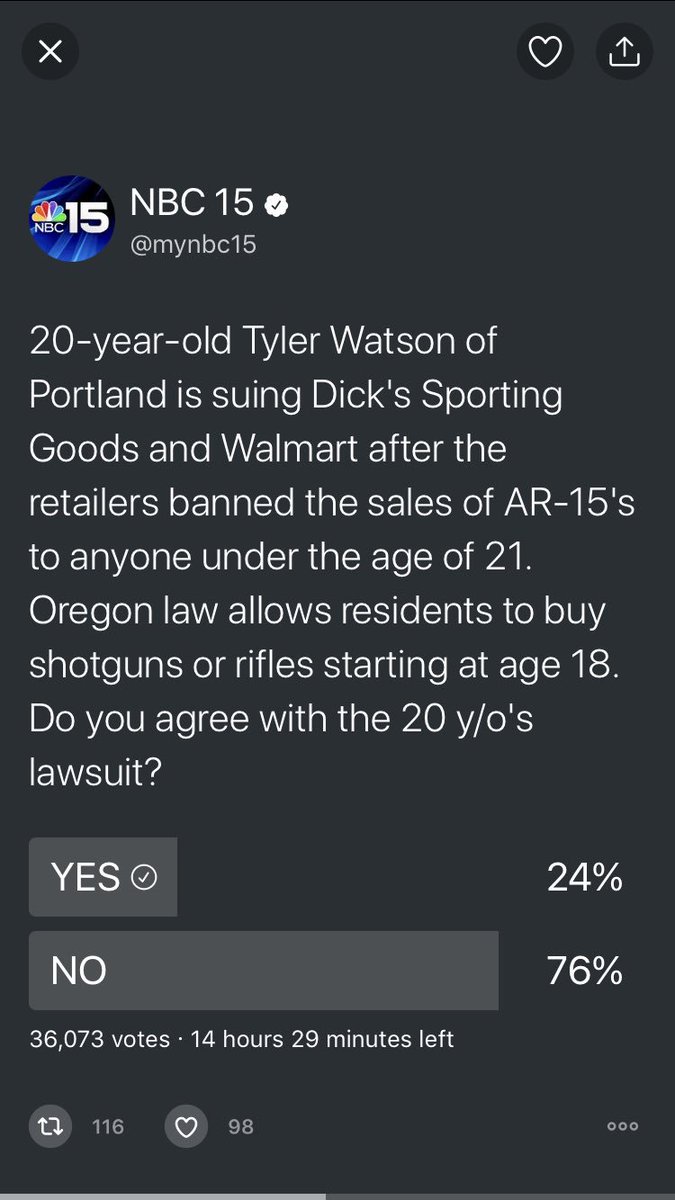 NBC 15
NBC 15
@mynbc15
20-year-old Tyler Watson of
Portland is suing Dick's Sporting
Goods and Walmart after the
retailers banned the sales of AR-15's
to anyone under the age of 21.
Oregon law allows residents to buy
shotguns or rifles starting at age 18.
Do you agree with the 20 y/o's
lawsuit?
YES 24%
NO 76%
36,073 votes · 14 hours 29 minutes left
116 98